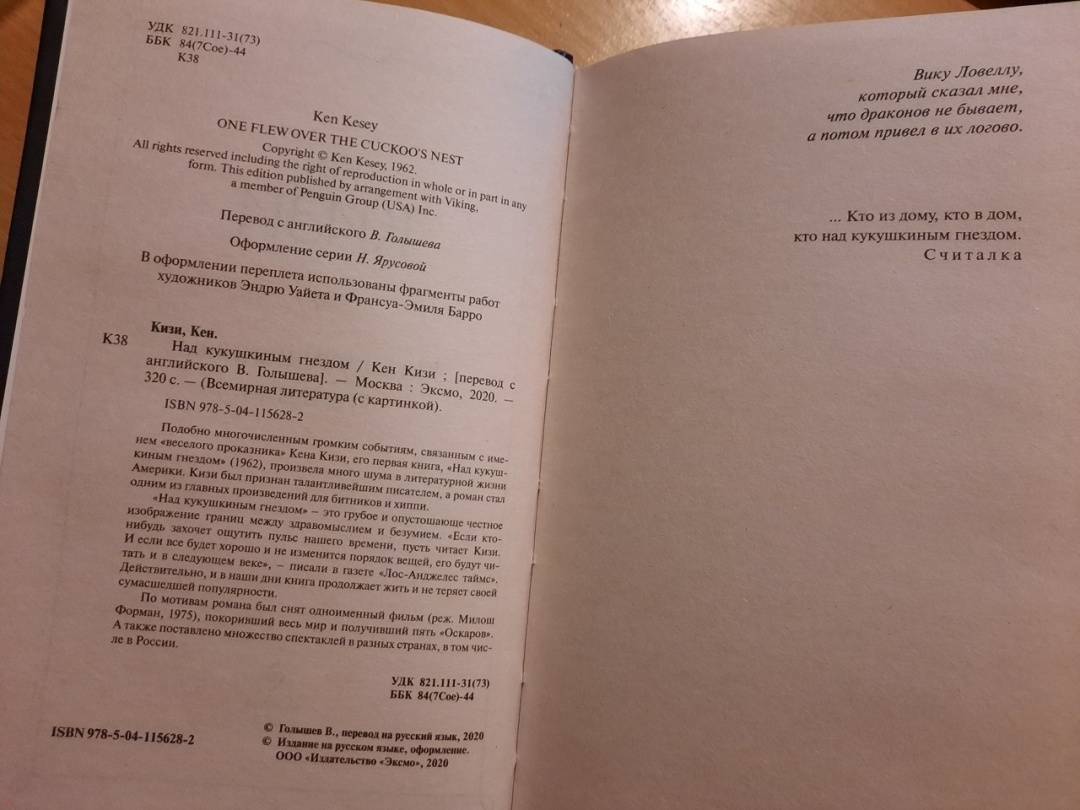 УДК 821.111-31(73)
ББК 84(7Сое)-44
К38
Ken Kesey
ONE FLEW OVER THE CUCKOO'S NEST
Copyright © Ken Kesey, 1962.
All rights reserved including the right of reproduction in whole or in part in any
form. This edition published by arrangement with Viking,
a member of Penguin Group (USA) Inc.
Перевод с английского В. Голышева
Оформление серии Н. Ярусовой
В оформлении переплета использованы фрагменты работ
художников Эндрю Уайета и Франсуа-Эмиля Барро
Кизи, Кен.
К38
Над кукушкиным гнездом / Кен Кизи ; [перевод с
английского В. Голышева]. — Москва : Эксмо, 2020. —
320 с. — (Всемирная литература (с картинкой).
ISBN 978-5-04-115628-2
Подобно многочисленным громким событиям, связанным с име-
нем «веселого проказника» Кена Кизи, его первая книга, «Над кукуш-
киным гнездом» (1962), произвела много шума в литературной жизни
Америки. Кизи был признан талантливейшим писателем, а роман стал
одним из главных произведений для битников и хиппи.
«Над кукушкиным гнездом» – это грубое и опустошающе честное
изображение границ между здравомыслием и безумием. «Если кто-
нибудь захочет ощутить пульс нашего времени, пусть читает Кизи.
И если все будет хорошо и не изменится порядок вещей, его будут чи-
тать и в следующем веке», – писали в газете «Лос-Анджелес таймс».
Действительно, и в наши дни книга продолжает жить и не теряет своей
сумасшедшей популярности.
По мотивам романа был снят одноименный фильм (реж. Милош
Форман, 1975), покоривший весь мир и получивший пять «Оскаров».
А также поставлено множество спектаклей в разных странах, в том чис-
ле в России.
УДК 821.111-31(73)
ББК 84(7Сое)-44
ISBN 978-5-04-115628-2
© Голышев В., перевод на русский язык, 2020
© Издание на русском языке, оформление.
ООО «Издательство «Эксмо», 2020
Вику Ловеллу,
который сказал мне,
что драконов не бывает,
а потом привел в их логово.
... Кто из дому, кто в дом,
кто над кукушкиным гнездом.
Считалка